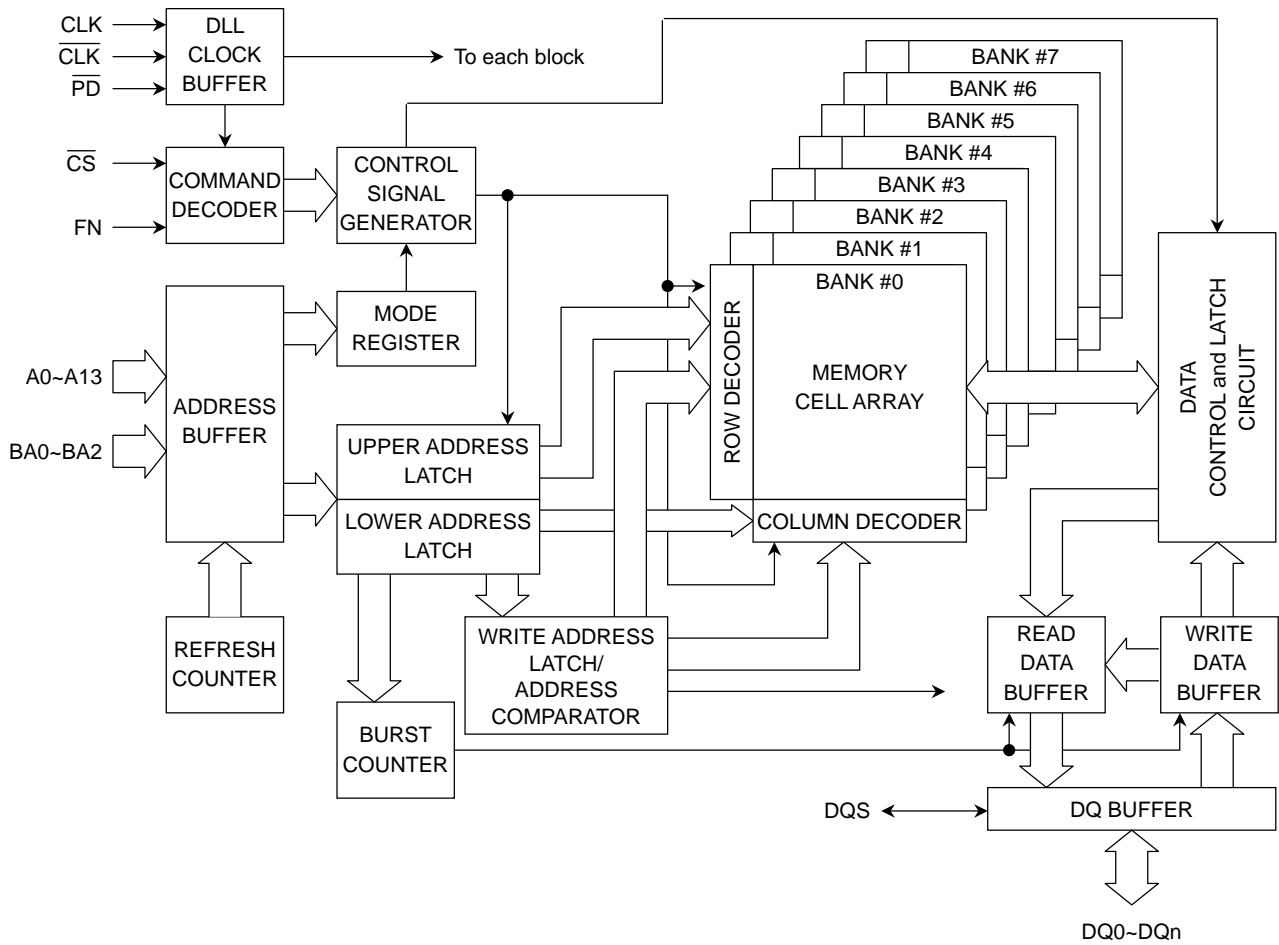 CLK
CLK
PD
DLL
CLOCK
BUFFER
To each block
CS
FN
COMMAND
DECODER
CONTROL
SIGNAL
GENERATOR
BANK #7
BANK #6
BANK #5
BANK #4
BANK #3
BANK #2
BANK #1
BANK #0
MODE
REGISTER
A0~A13
BA0~BA2
ADDRESS
BUFFER
ROW DECODER
MEMORY
CELL ARRAY
DATA
CONTROL and LATCH
CIRCUIT
UPPER ADDRESS
LATCH
LOWER ADDRESS
LATCH
COLUMN DECODER
REFRESH
COUNTER
WRITE ADDRESS
LATCH/
ADDRESS
COMPARATOR
READ
DATA
BUFFER
WRITE
DATA
BUFFER
BURST
COUNTER
DQS
DQ BUFFER
DQ0~DQn